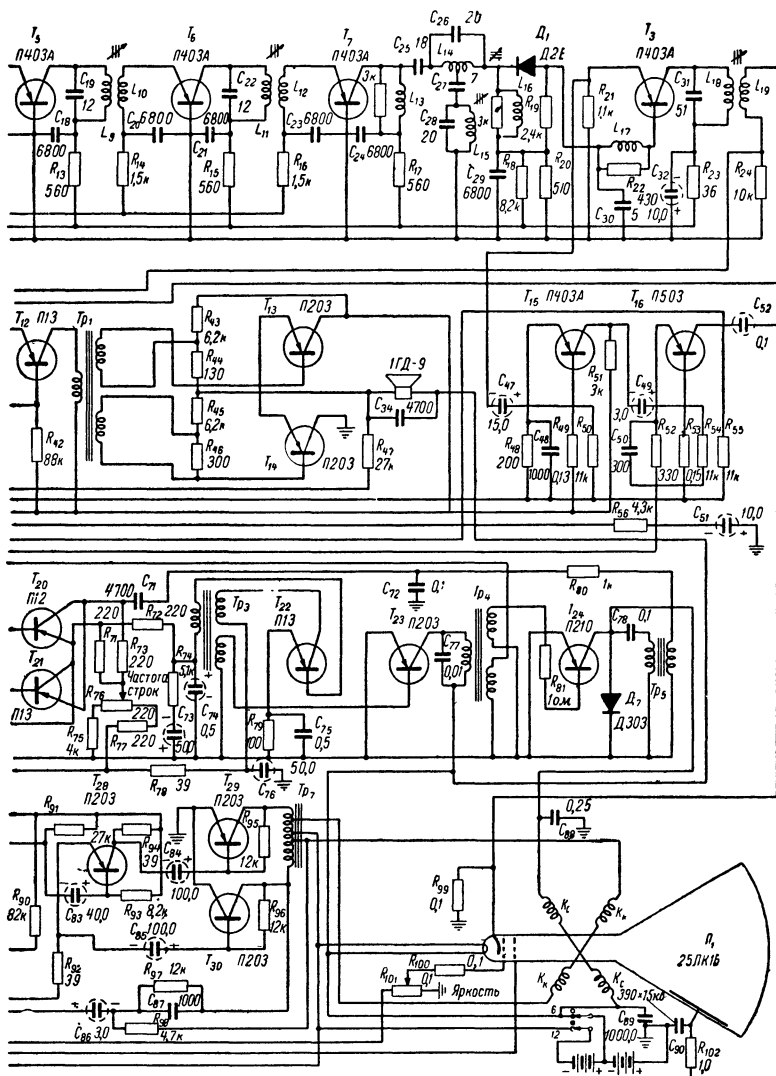 T5
П403А
C19
12
C18
6800
R13
560
L9
L10
R14
1,5к
C20
6800
T6
П403А
C21
6800
C22
12
R15
560
L11
L12
R16
1,5к
C23
6800
T7
П403А
3к
C24
6800
L13
R17
560
C25
18
C26
20
L14
C27
7
C28
20
L15
Д1
Д2Е
3к
L16
R19
2,4к
C29
6800
R18
8,2к
R20
510
T3
П403А
R21
1,1к
L17
R22
430
C30
5
C31
51
L18
C32
10,0
R23
36
L19
R24
10к
T12
П13
R42
88к
Тр1
R43
6,2к
R44
130
R45
6,2к
R46
300
T13
П203
T14
П203
1ГД-9
C34
4700
R47
27к
C47
15,0
T15
П403А
R48
200
C48
1000
R49
0,13
R50
11к
R51
3к
T16
П503
C49
3,0
C50
300
R52
330
R53
0,15
R54
11к
R55
11к
C52
0,1
R56
4,3к
C51
10,0
T20
П12
T21
П13
4700
C71
220
R71
R72
220
R73
220
Частота
строк
R74
5,1к
R75
4к
R76
220
R77
220
C73
50,0
C74
0,5
Тр3
R78
39
T22
П13
R79
100
C75
0,5
C76
50,0
C72
0,1
T23
П203
C77
0,01
Тр4
R80
1к
T24
П210
R81
1ом
C78
0,1
Д7
Д303
Тр5
T28
П203
R90
82к
R91
27к
R94
39
C83
40,0
R93
8,2к
C84
100,0
T29
П203
R95
12к
Тр7
C85
100,0
T30
П203
R96
12к
R92
39
R97
12к
C87
1000
R98
4,7к
C86
3,0
R99
0,1
R100
0,1
R101
0,1
Яркость
C88
0,25
Кс
Кк
Кк
Кс
Л1
25ЛК1Б
390×15кв
6
12
C89
1000,0
C90
R102
1,0